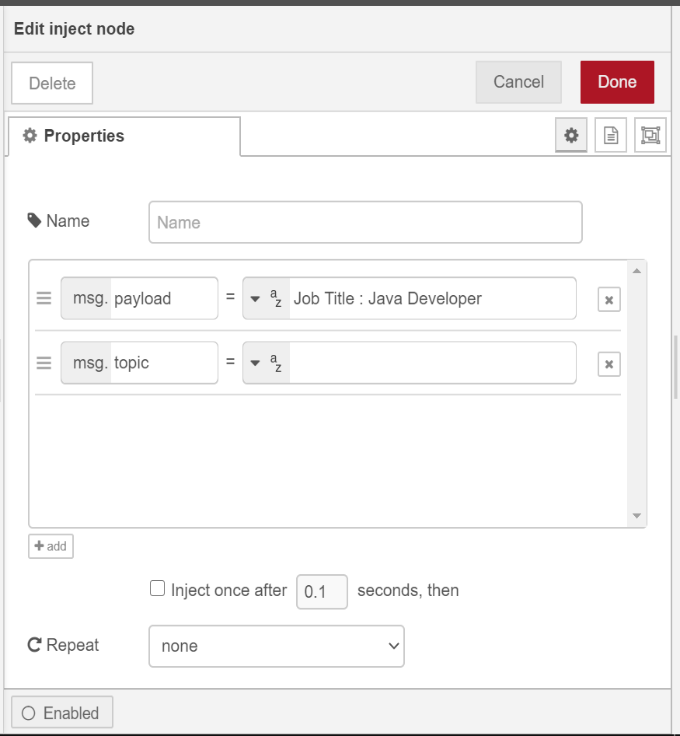 Edit inject node
Delete Cancel Done
Properties
Name Name
msg. payload = a z Job Title : Java Developer x
msg. topic = a z x
+ add
Inject once after 0.1 seconds, then
Repeat none
Enabled